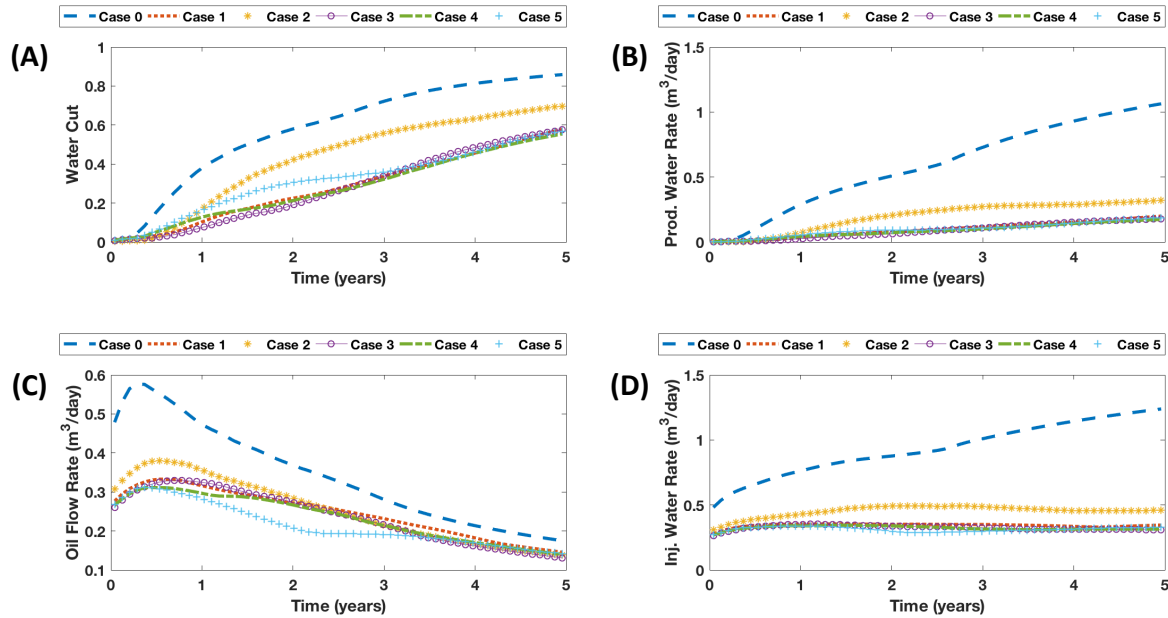 Case 0 Case 1 Case 2 Case 3 Case 4 Case 5
(A)
Water Cut
1
0.8
0.6
0.4
0.2
0
0 1 2 3 4 5
Time (years)
Case 0 Case 1 Case 2 Case 3 Case 4 Case 5
(B)
Prod. Water Rate (m³/day)
1.5
1
0.5
0
0 1 2 3 4 5
Time (years)
Case 0 Case 1 Case 2 Case 3 Case 4 Case 5
(C)
Oil Flow Rate (m³/day)
0.6
0.5
0.4
0.3
0.2
0.1
0 1 2 3 4 5
Time (years)
Case 0 Case 1 Case 2 Case 3 Case 4 Case 5
(D)
Inj. Water Rate (m³/day)
1.5
1
0.5
0
0 1 2 3 4 5
Time (years)